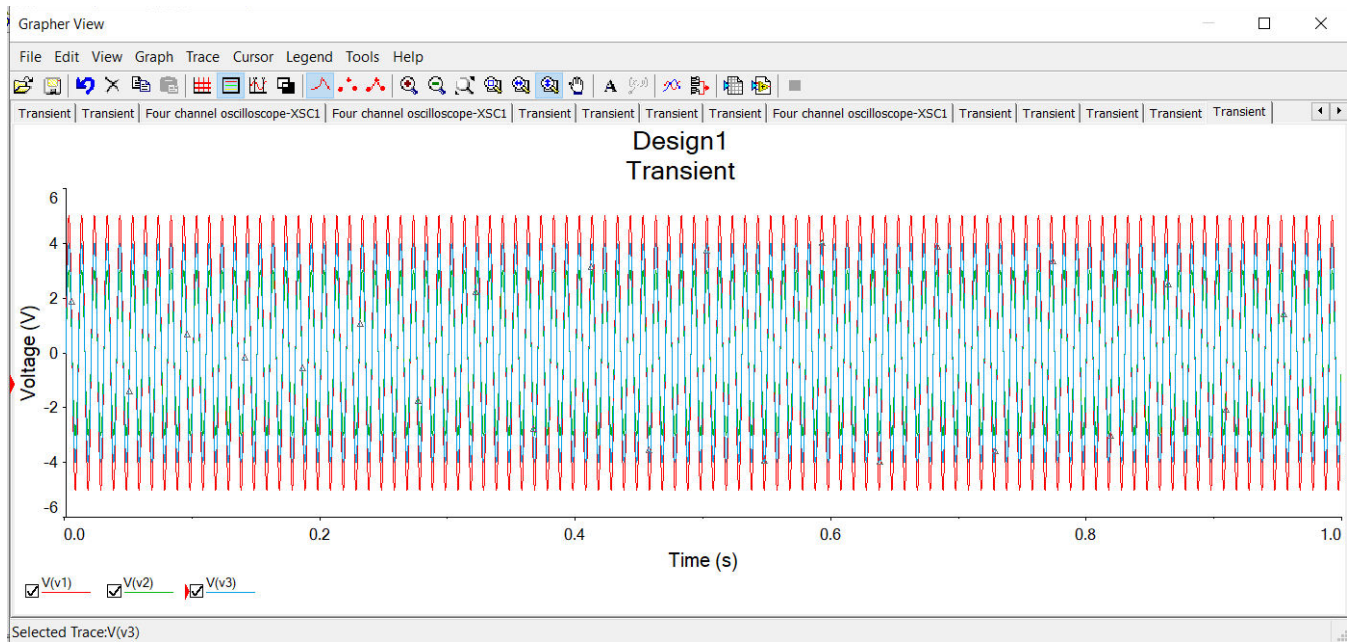 Grapher View
File Edit View Graph Trace Cursor Legend Tools Help
A
Transient Transient Four channel oscilloscope-XSC1 Four channel oscilloscope-XSC1 Transient Transient Transient Transient Four channel oscilloscope-XSC1 Transient Transient Transient Transient Transient
Design1
Transient
6
4
2
0
-2
-4
-6
Voltage (V)
0.0 0.2 0.4 0.6 0.8 1.0
Time (s)
V(v1) V(v2) V(v3)
Selected Trace:V(v3)